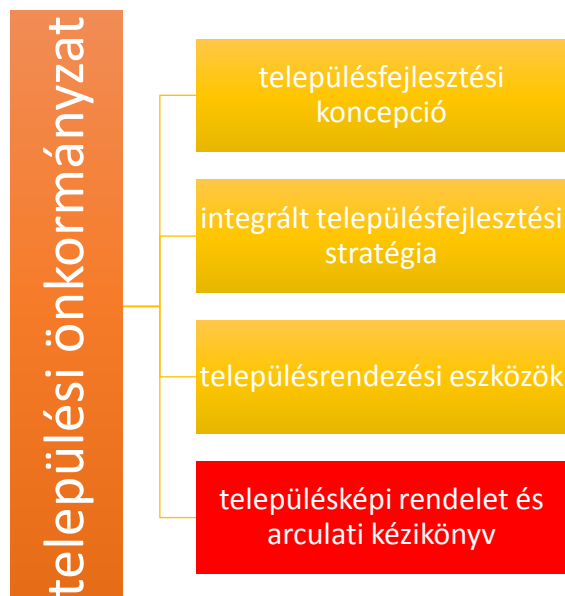 települési önkormányzat
településfejlesztési
koncepció
integrált településfejlesztési
stratégia
településrendezési eszközök
településképi rendelet és
arculati kézikönyv